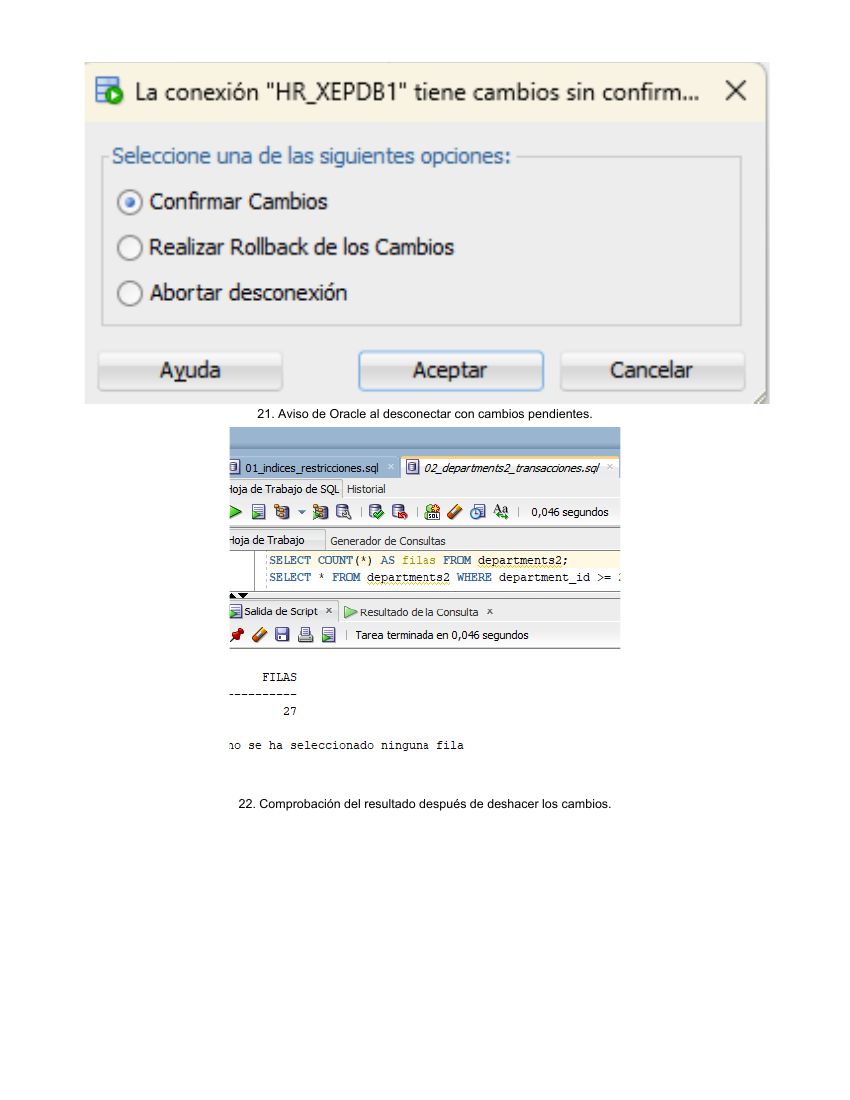 La conexión "HR_XEPDB1" tiene cambios sin confirm...
Seleccione una de las siguientes opciones:
Confirmar Cambios
Realizar Rollback de los Cambios
Abortar desconexión
Ayuda Aceptar Cancelar
21. Aviso de Oracle al desconectar con cambios pendientes.
01_indices_restricciones.sql 02_departments2_transacciones.sql
Hoja de Trabajo de SQL Historial
0,046 segundos
Hoja de Trabajo Generador de Consultas
SELECT COUNT(*) AS filas FROM departments2;
SELECT * FROM departments2 WHERE department_id >=
Salida de Script Resultado de la Consulta
Tarea terminada en 0,046 segundos
FILAS
----------
27
no se ha seleccionado ninguna fila
22. Comprobación del resultado después de deshacer los cambios.